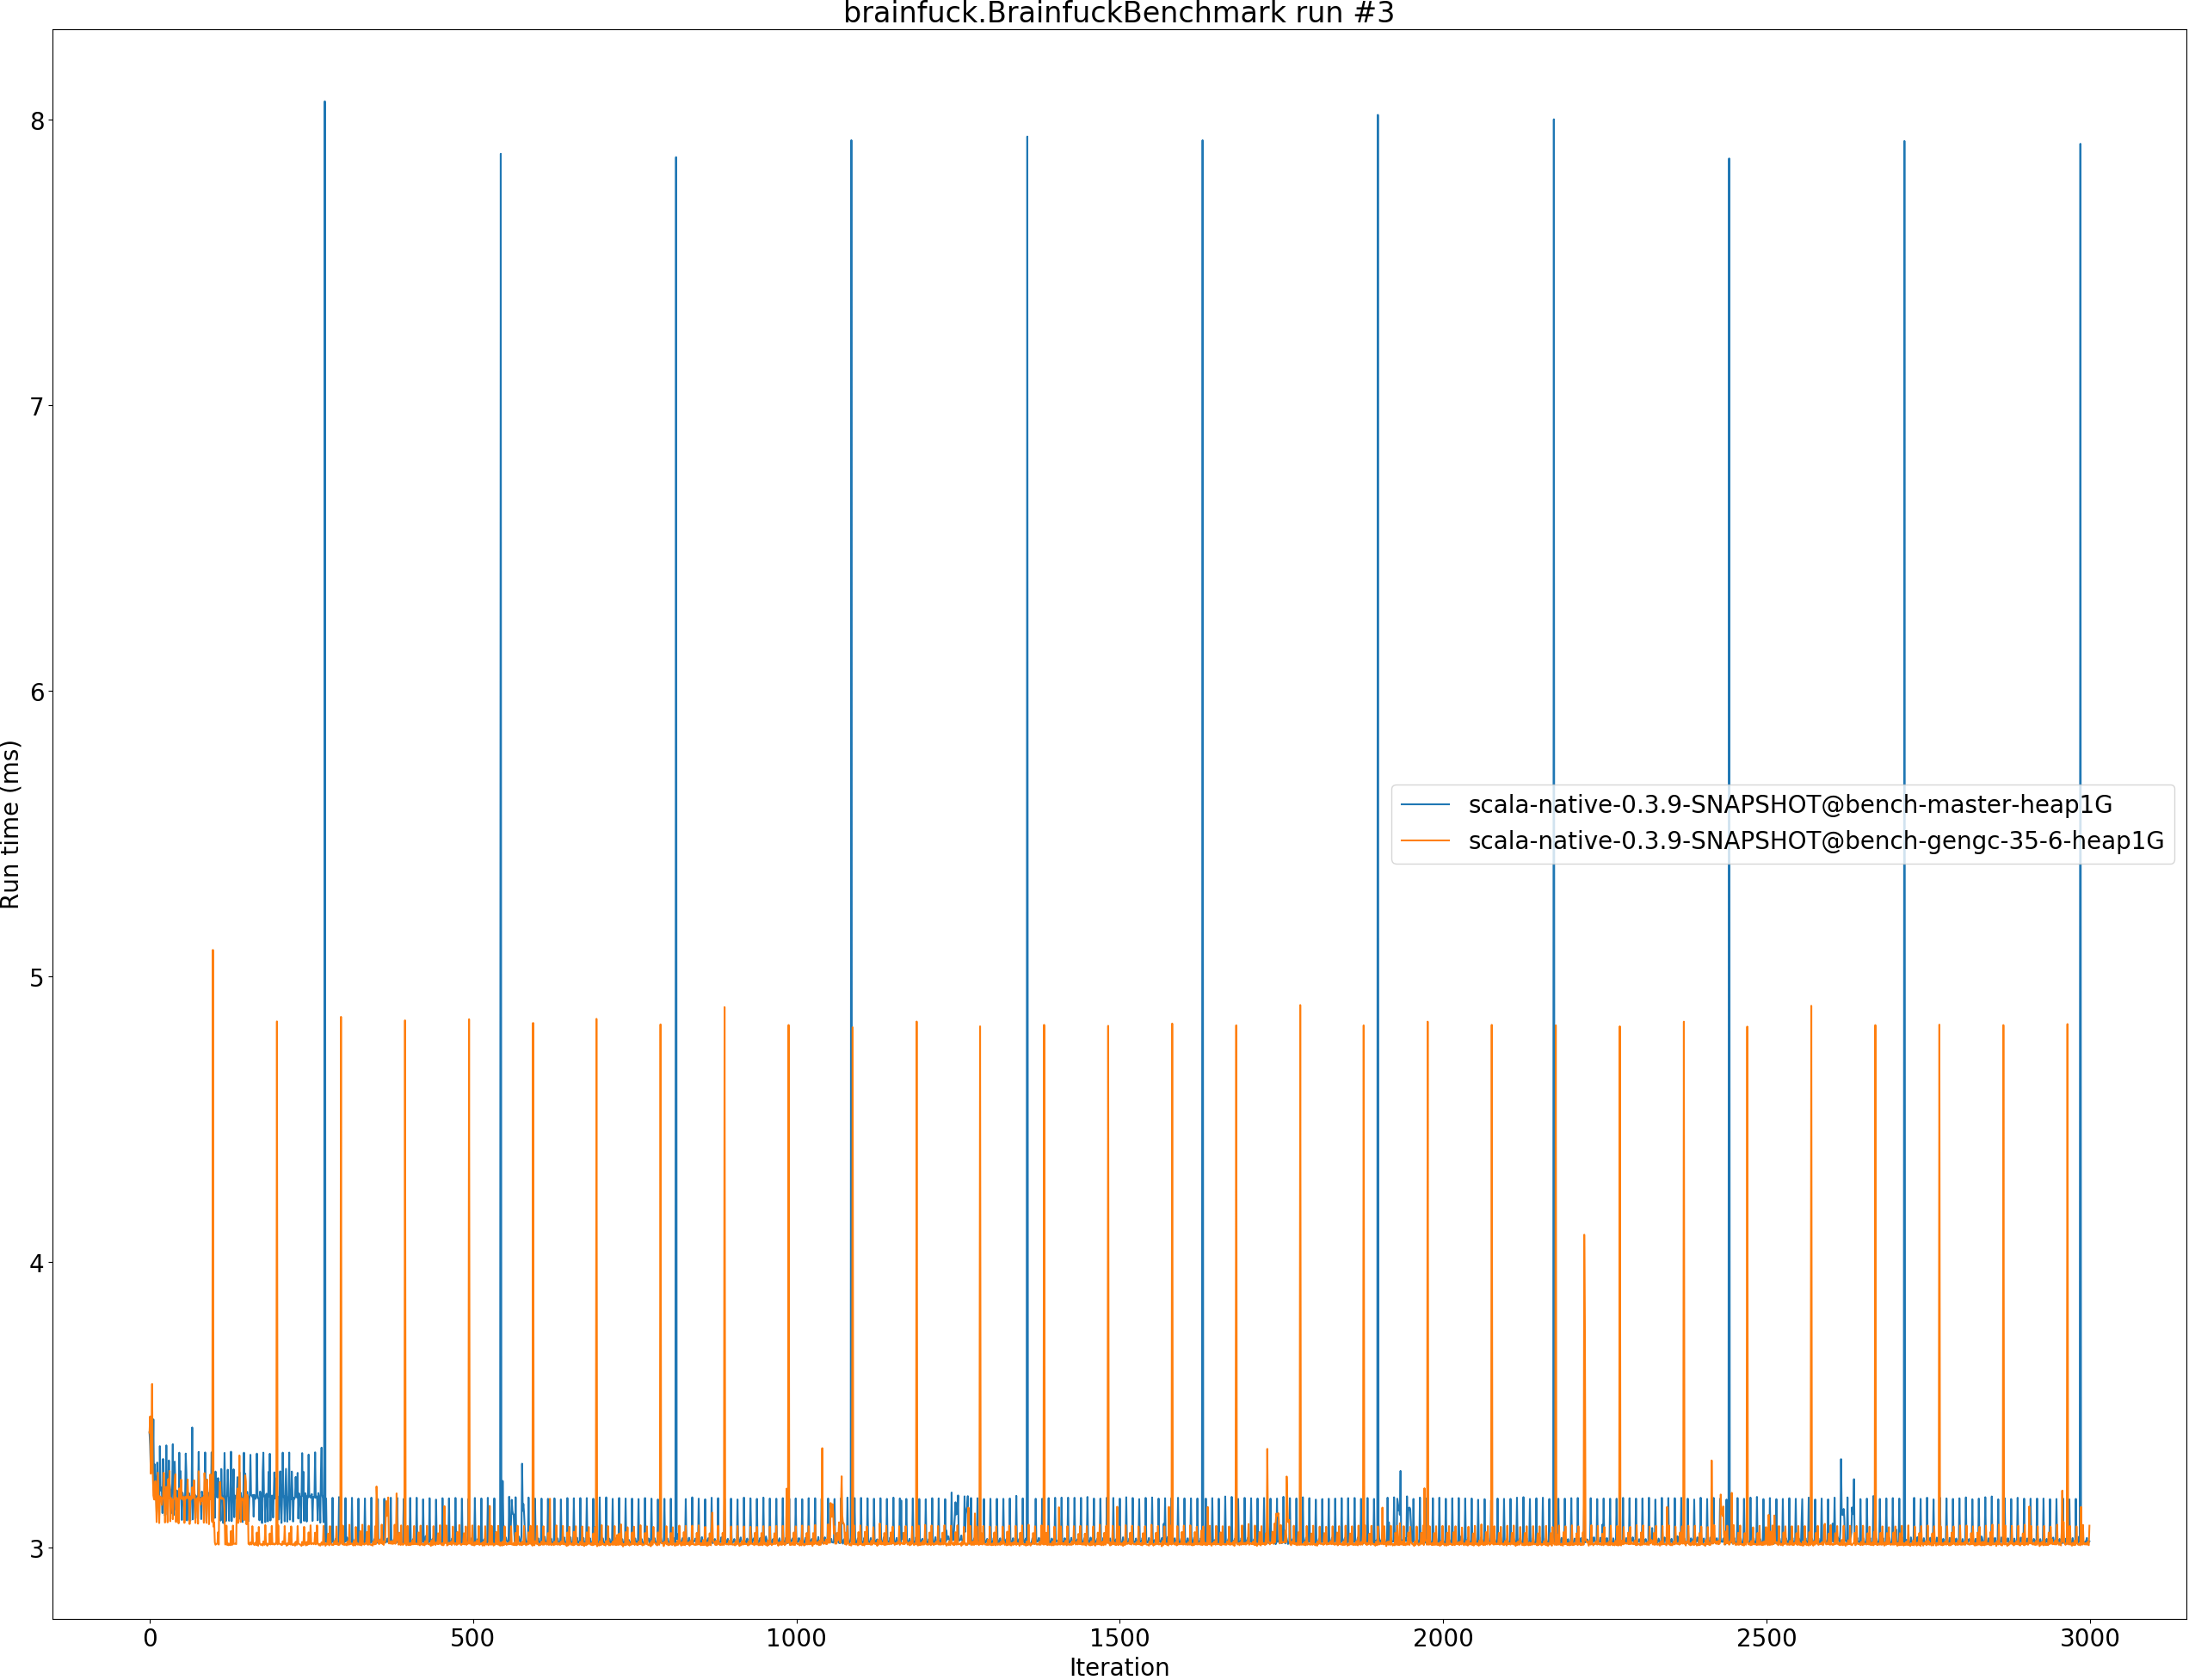 brainfuck.BrainfuckBenchmark run #3
8
7
6
5
4
3
Run time (ms)
scala-native-0.3.9-SNAPSHOT@bench-master-heap1G
scala-native-0.3.9-SNAPSHOT@bench-gengc-35-6-heap1G
0 500 1000 1500 2000 2500 3000
Iteration